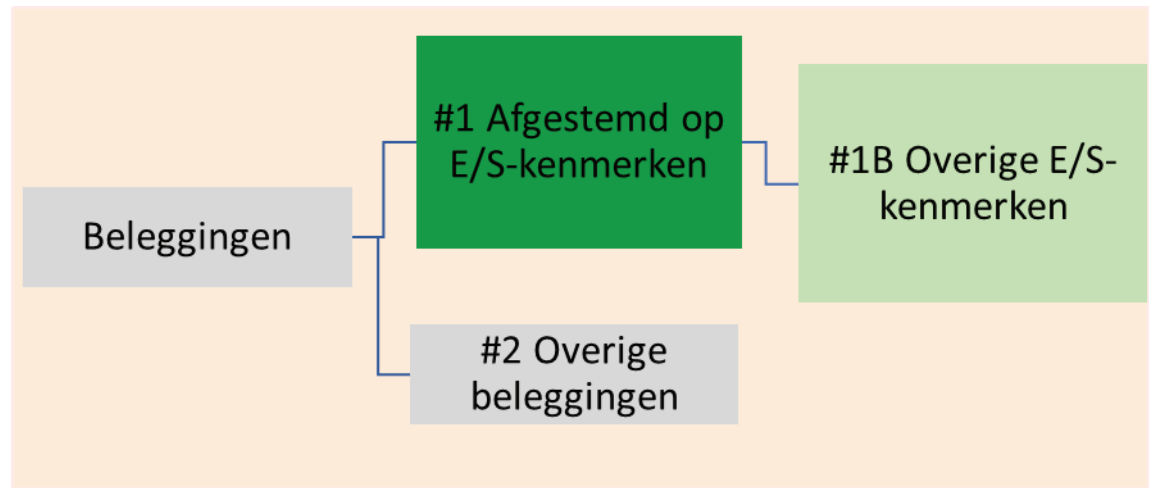 #1 Afgestemd op
E/S-kenmerken
#1B Overige E/S-
kenmerken
Beleggingen
#2 Overige
beleggingen